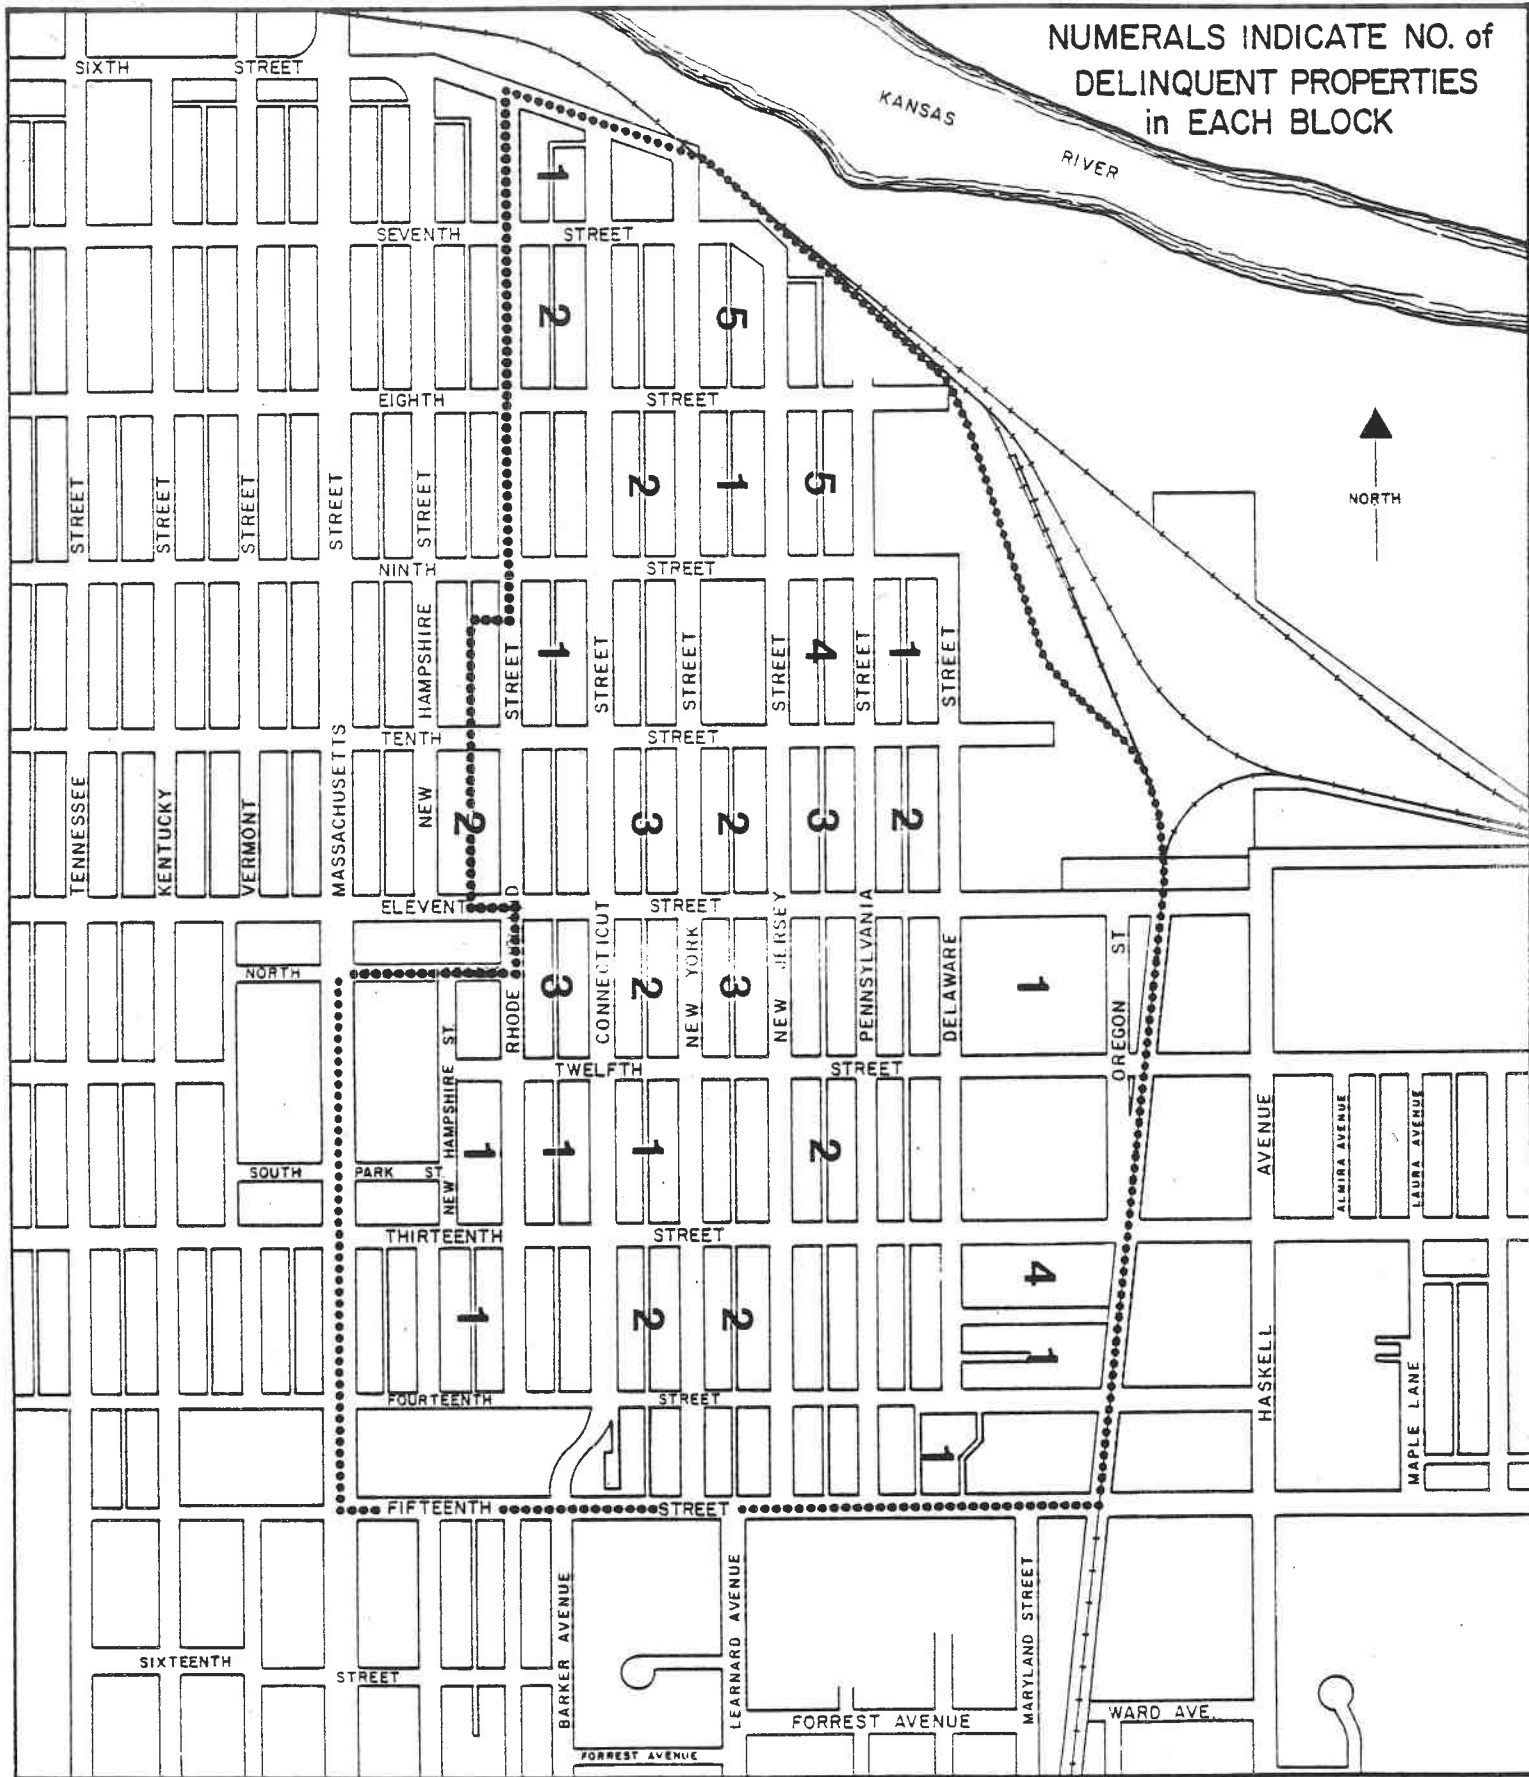 NUMERALS INDICATE NO. of
DELINQUENT PROPERTIES
in EACH BLOCK
KANSAS
RIVER
NORTH
SIXTH STREET
1
SEVENTH STREET
2 5
EIGHTH STREET
2 1 5
STREET STREET STREET STREET STREET
NINTH STREET
1 4 1
HAMPSHIRE STREET STREET STREET STREET STREET STREET
TENTH STREET
TENNESSEE KENTUCKY VERMONT MASSACHUSETTS NEW
2 3 2 3 2
ELEVENT STREET
RHODE D CONNECTICUT NEW YORK NEW JERSEY PENNSYLVANIA DELAWARE OREGON ST
NORTH
3 2 3 1
TWELFTH STREET
NEW HAMPSHIRE ST.
1 1 1 2
SOUTH PARK ST
AVENUE ALMIRA AVENUE LAURA AVENUE
THIRTEENTH STREET
4
1 2 2
1
HASKELL MAPLE LANE
FOURTEENTH STREET
1
FIFTEENTH STREET
BARKER AVENUE LEARNARD AVENUE MARYLAND STREET
SIXTEENTH STREET
FORREST AVENUE WARD AVE.
FORREST AVENUE